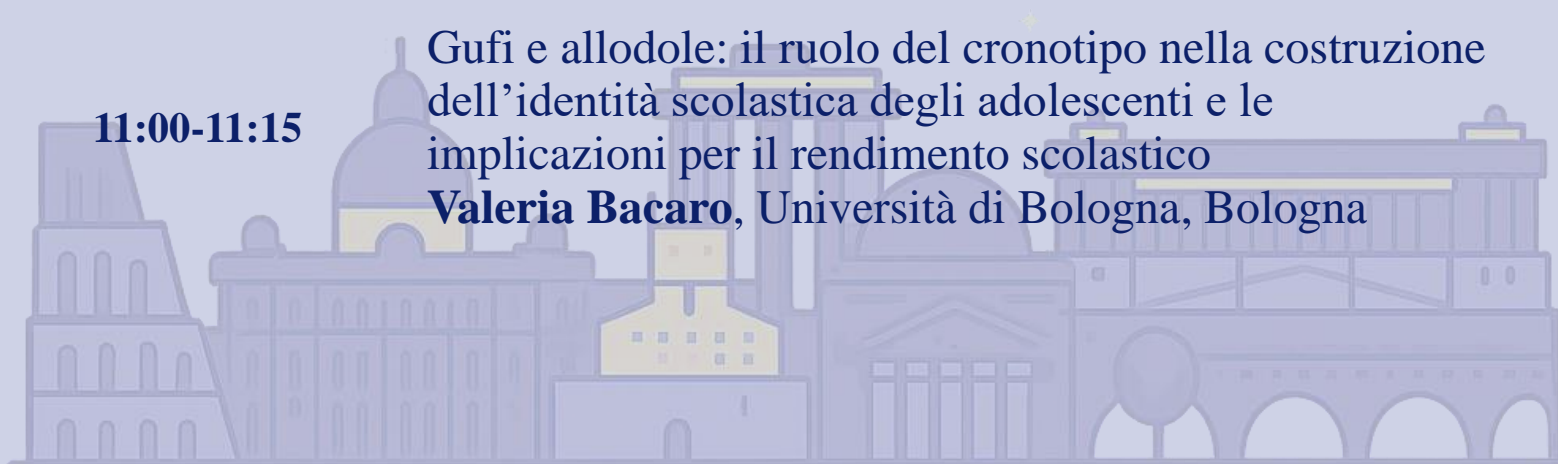 11:00-11:15
Gufi e allodole: il ruolo del cronotipo nella costruzione
dell’identità scolastica degli adolescenti e le
implicazioni per il rendimento scolastico
Valeria Bacaro, Università di Bologna, Bologna